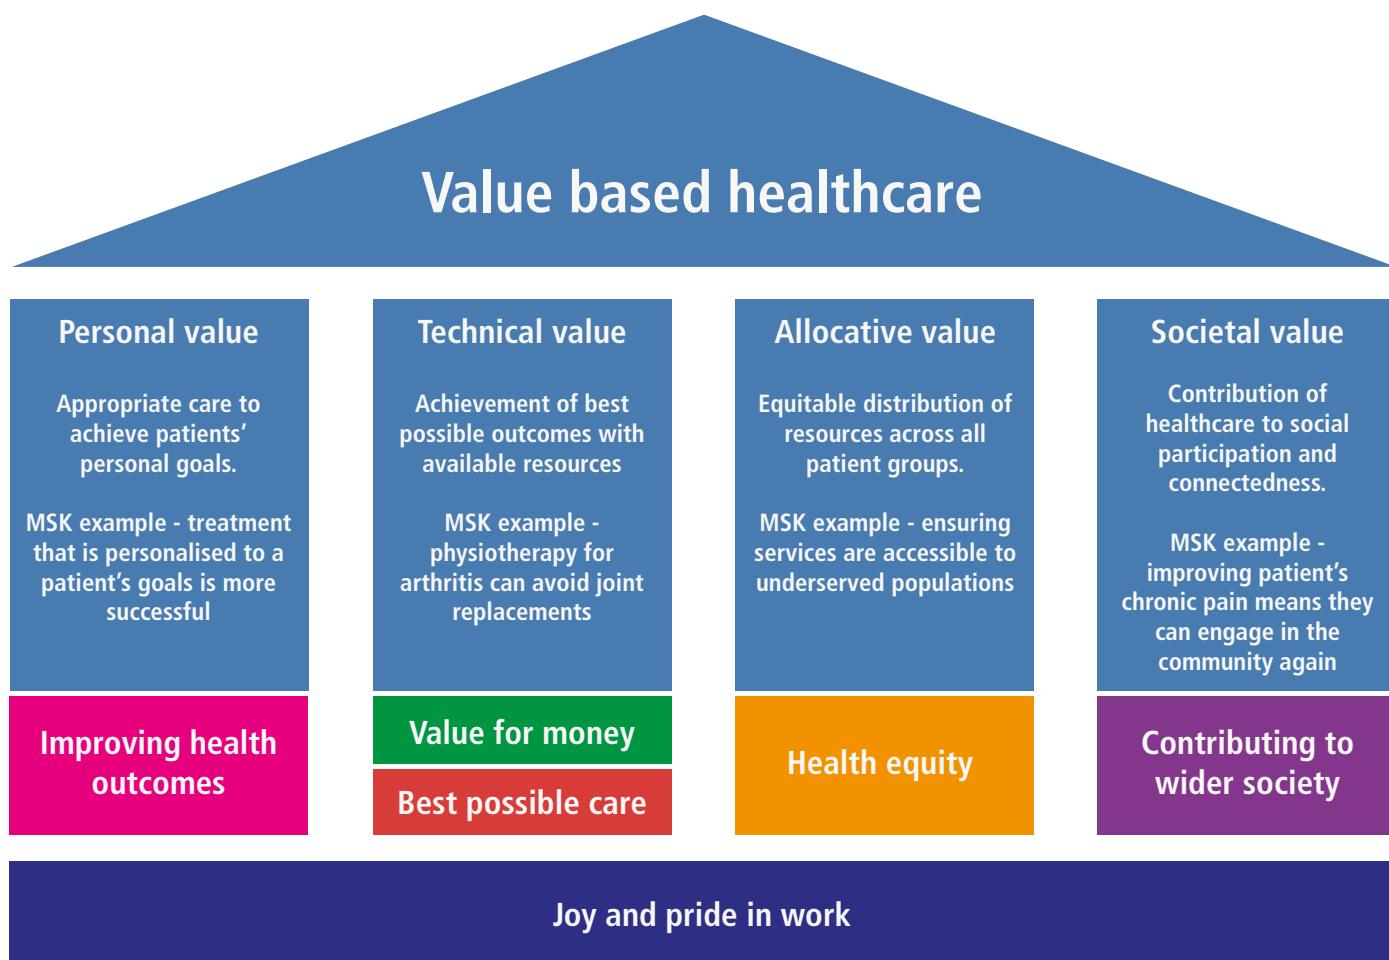 Value based healthcare
Personal value
Appropriate care to
achieve patients’
personal goals.
MSK example - treatment
that is personalised to a
patient’s goals is more
successful
Improving health
outcomes
Technical value
Achievement of best
possible outcomes with
available resources
MSK example -
physiotherapy for
arthritis can avoid joint
replacements
Value for money
Best possible care
Allocative value
Equitable distribution of
resources across all
patient groups.
MSK example - ensuring
services are accessible to
underserved populations
Health equity
Societal value
Contribution of
healthcare to social
participation and
connectedness.
MSK example -
improving patient’s
chronic pain means they
can engage in the
community again
Contributing to
wider society
Joy and pride in work